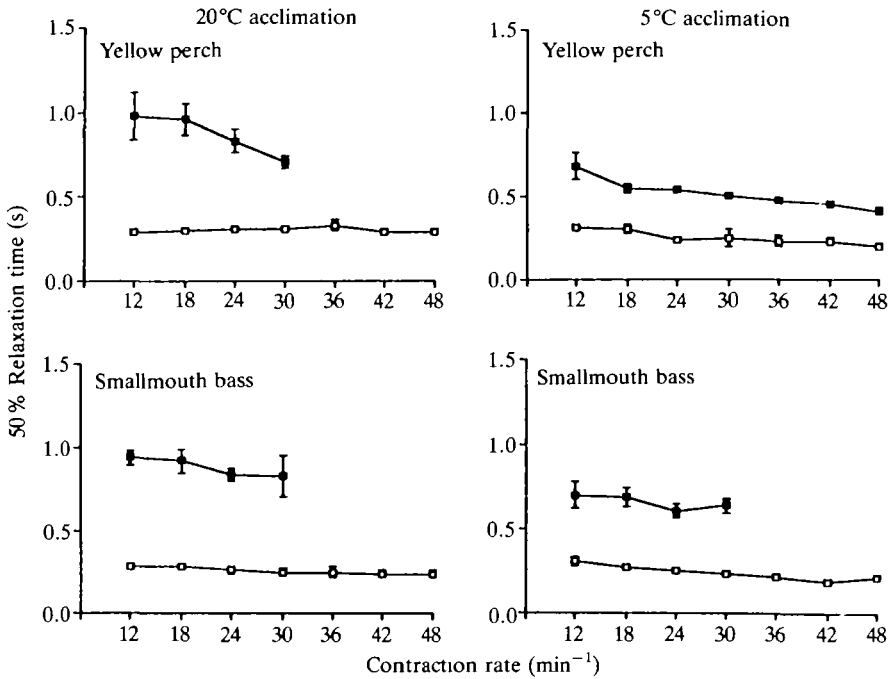 20°C acclimation
5°C acclimation
Yellow perch
Yellow perch
1.5
1.0
0.5
0.0
12 18 24 30 36 42 48
1.5
1.0
0.5
0.0
12 18 24 30 36 42 48
Smallmouth bass
Smallmouth bass
1.5
1.0
0.5
0.0
12 18 24 30 36 42 48
1.5
1.0
0.5
0.0
12 18 24 30 36 42 48
50% Relaxation time (s)
Contraction rate (min⁻¹)